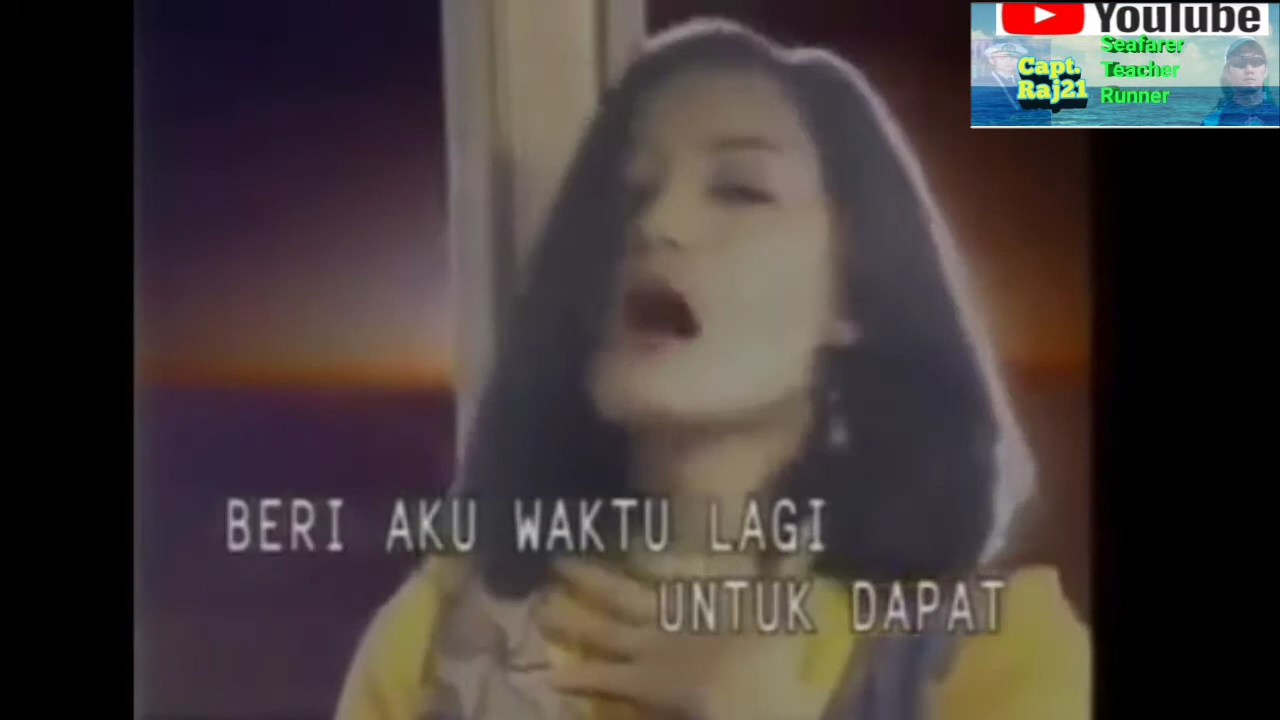 YouTube
Seafarer
Capt. Teacher
Raj21 Runner
BERI AKU WAKTU LAGI
UNTUK DAPAT